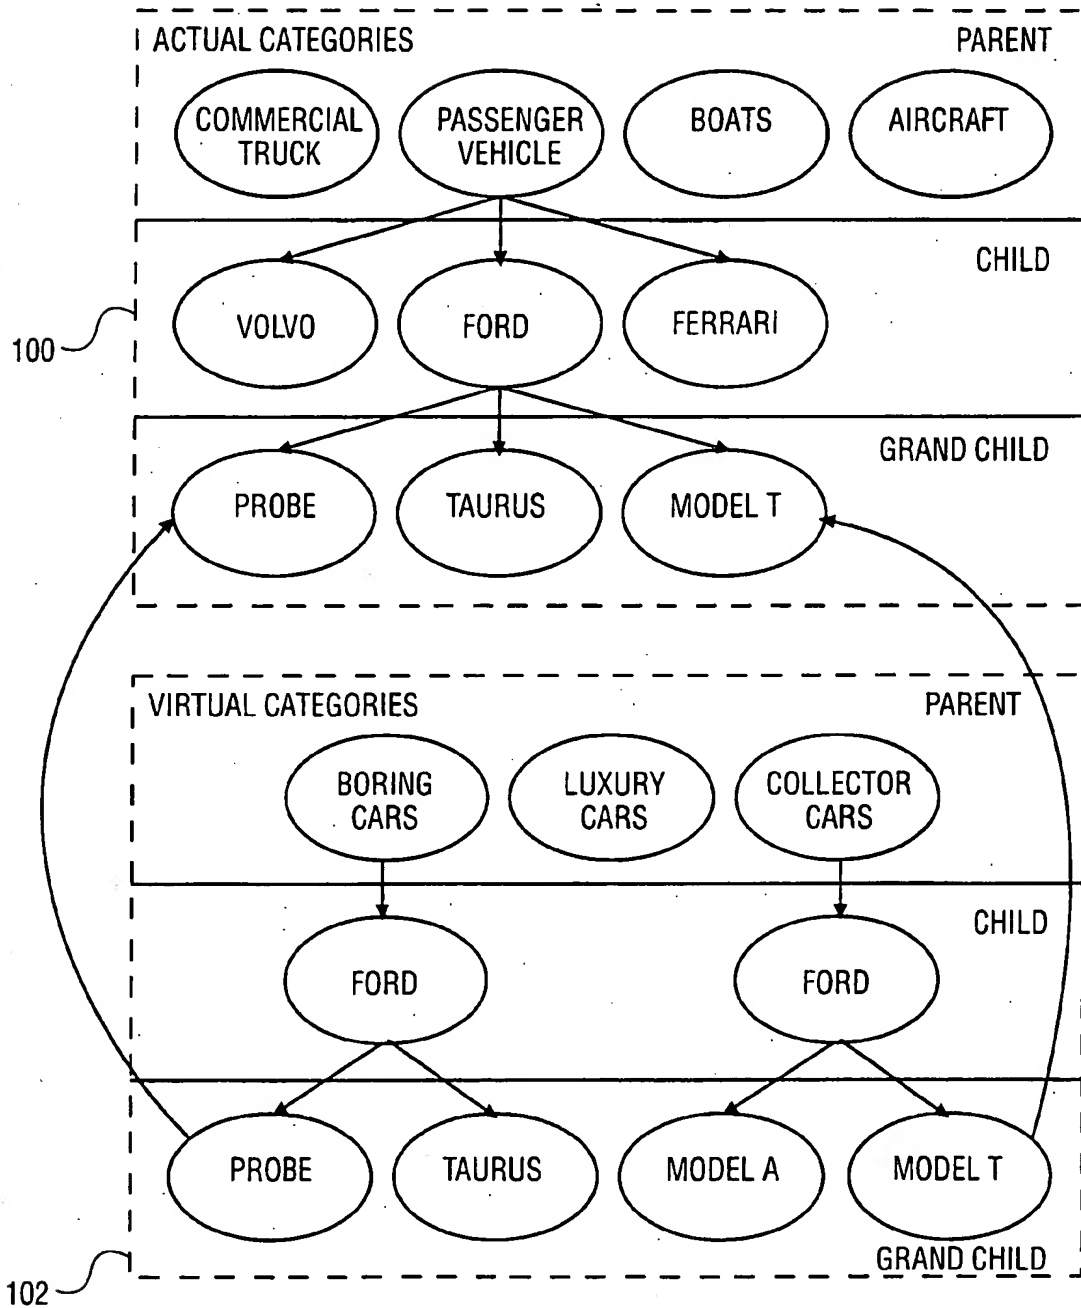 ACTUAL CATEGORIES PARENT
COMMERCIAL TRUCK
PASSENGER VEHICLE
BOATS
AIRCRAFT
CHILD
VOLVO
FORD
FERRARI
100
GRAND CHILD
PROBE
TAURUS
MODEL T
VIRTUAL CATEGORIES PARENT
BORING CARS
LUXURY CARS
COLLECTOR CARS
CHILD
FORD
FORD
PROBE
TAURUS
MODEL A
MODEL T
GRAND CHILD
102